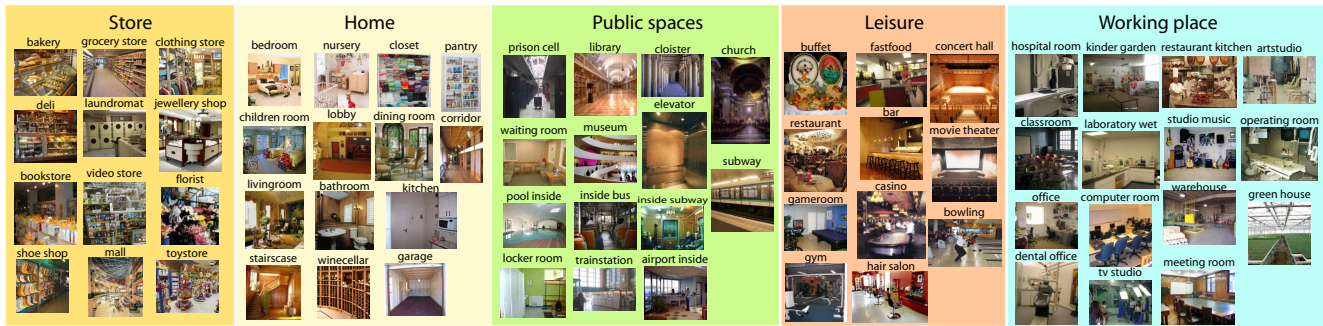 Store
Home
Public spaces
Leisure
Working place
bakery
grocery store
clothing store
deli
laundromat
jewellery shop
bookstore
video store
florist
shoe shop
mall
toystore
bedroom
nursery
closet
pantry
children room
lobby
dining room
corridor
livingroom
bathroom
kitchen
stairscase
winecellar
garage
prison cell
library
cloister
church
elevator
waiting room
museum
subway
pool inside
inside bus
inside subway
locker room
trainstation
airport inside
buffet
fastfood
concert hall
restaurant
bar
movie theater
gameroom
casino
bowling
gym
hair salon
hospital room
kinder garden
restaurant kitchen
artstudio
classroom
laboratory wet
studio music
operating room
office
computer room
warehouse
green house
dental office
tv studio
meeting room